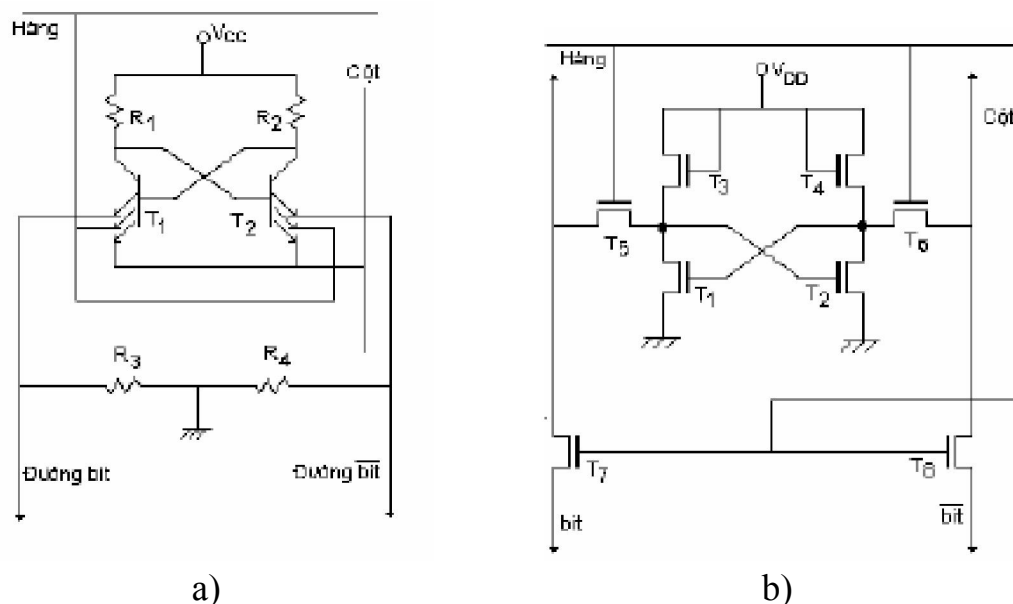 Hàng
Vcc
Cột
R1
R2
T1
T2
R3
R4
Đường bit
Đường bit
a)
Hàng
VDD
Cột
T3
T4
T5
T6
T1
T2
T7
T8
bit
bit
b)